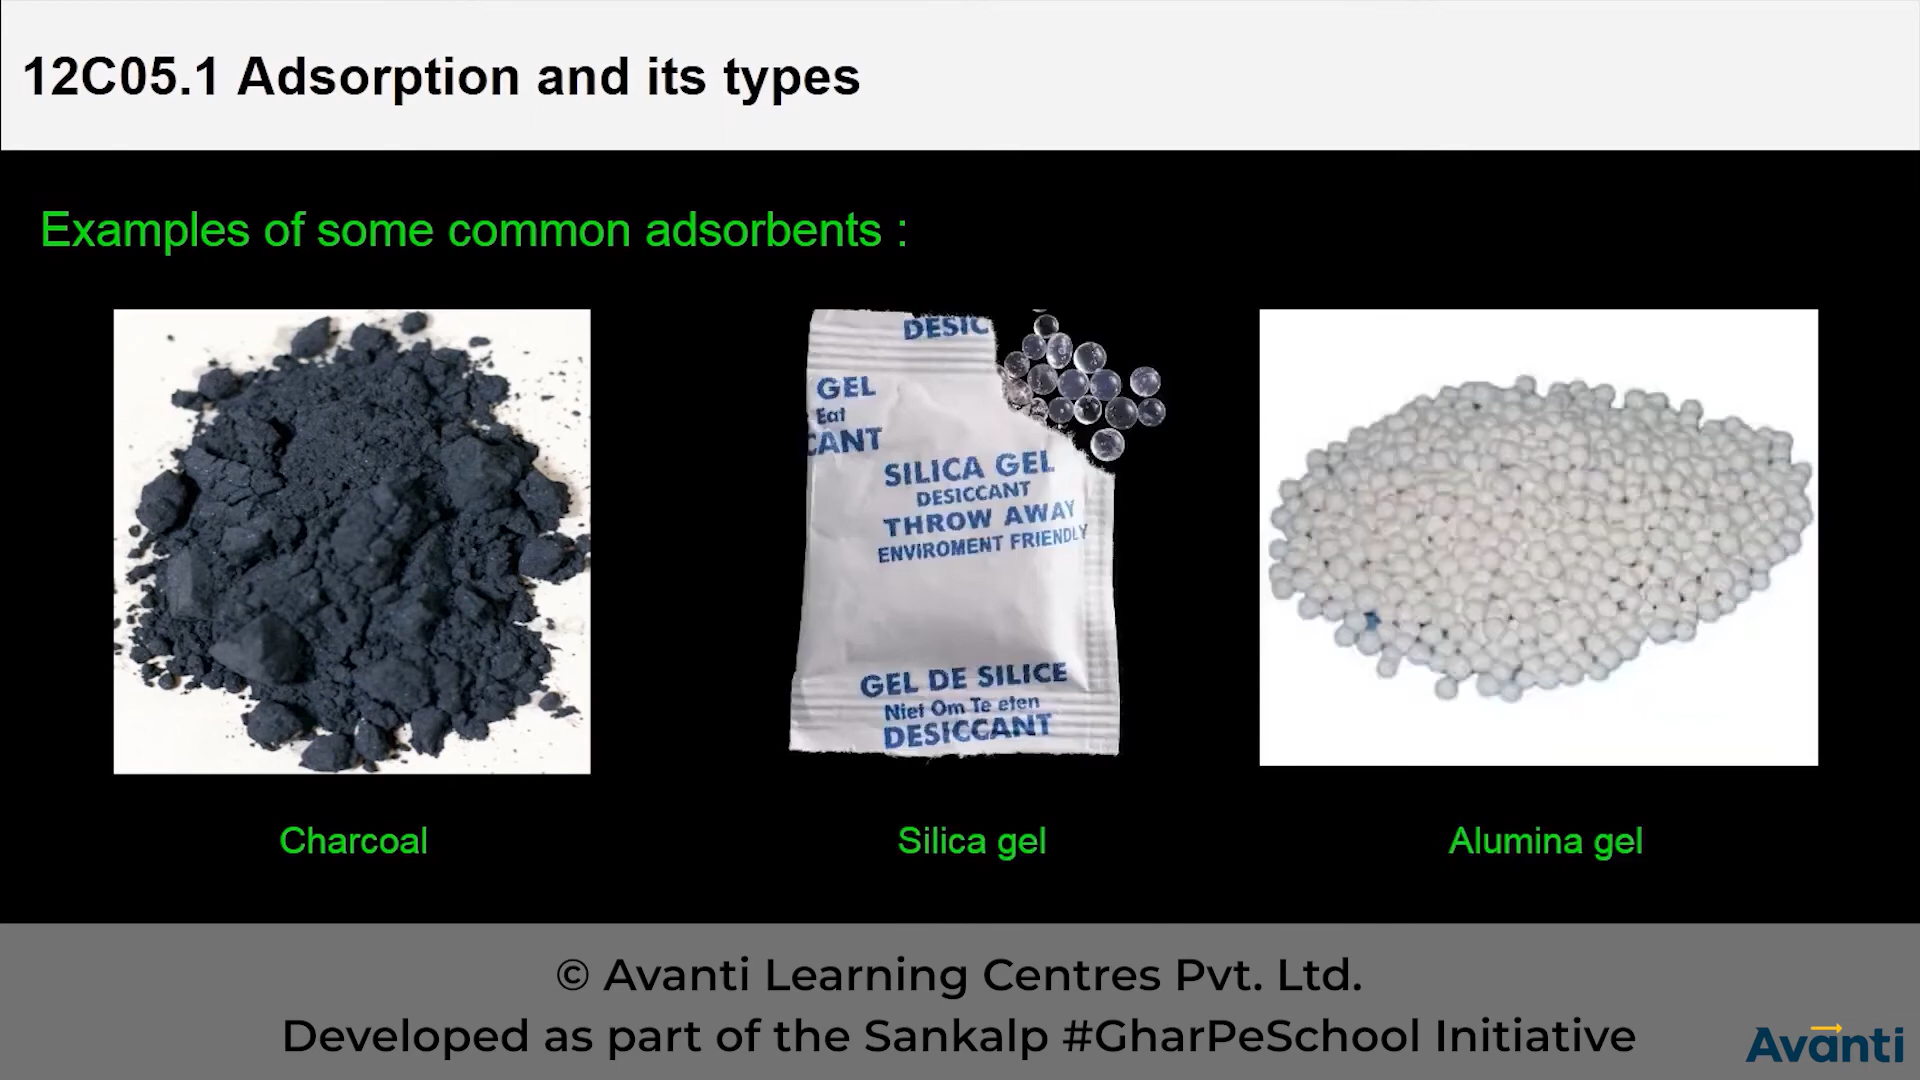 12C05.1 Adsorption and its types
Examples of some common adsorbents :
DESIC
GEL
Eat
CANT
SILICA GEL
DESICCANT
THROW AWAY
ENVIROMENT FRIENDLY
GEL DE SILICE
Niet Om Te eten
DESICCANT
Charcoal
Silica gel
Alumina gel
© Avanti Learning Centres Pvt. Ltd.
Developed as part of the Sankalp #GharPeSchool Initiative
Avanti